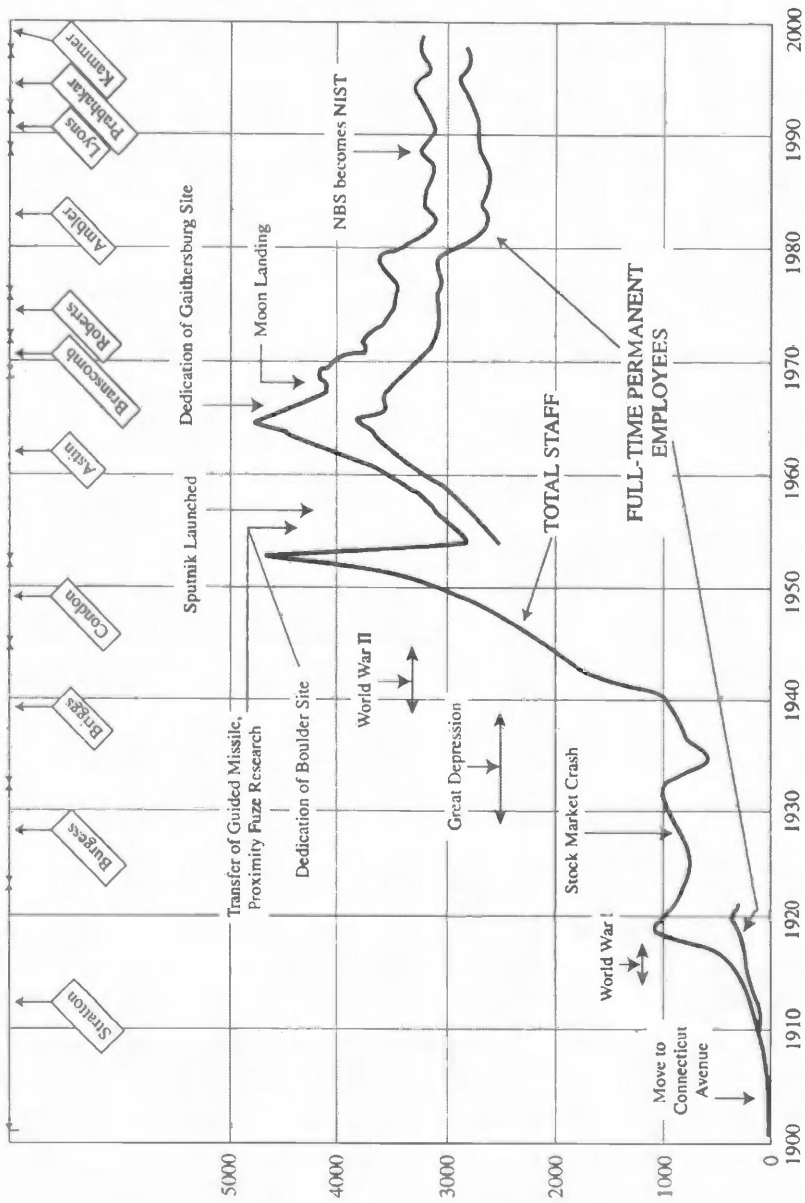 Stratton
Burgess
Briggs
Condon
Astin
Branscomb
Roberts
Ambler
Lyons
Prabhakar
Kammer
5000
4000
3000
2000
1000
0
Transfer of Guided Missile,
Proximity Fuze Research
Dedication of Boulder Site
Sputnik Launched
Dedication of Gaithersburg Site
Moon Landing
NBS becomes NIST
World War II
Great Depression
Stock Market Crash
World War I
Move to
Connecticut
Avenue
TOTAL STAFF
FULL-TIME PERMANENT
EMPLOYEES
1900
1910
1920
1930
1940
1950
1960
1970
1980
1990
2000